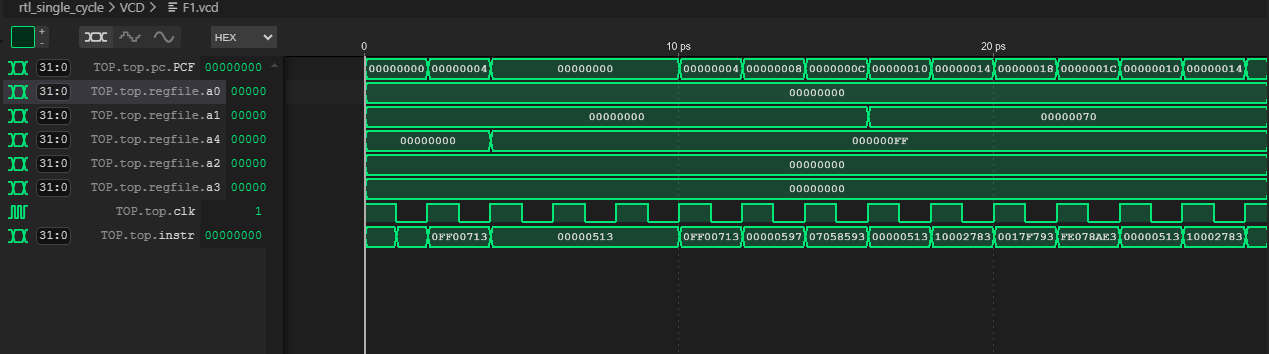 rtl_single_cycle > VCD > F1.vcd
+
-
HEX
0 10 ps 20 ps
31:0 TOP.top.pc.PCF 00000000 00000000 00000004 00000000 00000004 00000008 0000000C 00000010 00000014 00000018 0000001C 00000010 00000014
31:0 TOP.top.regfile.a0 00000 00000000
31:0 TOP.top.regfile.a1 00000 00000000 00000070
31:0 TOP.top.regfile.a4 00000 00000000 000000FF
31:0 TOP.top.regfile.a2 00000 00000000
31:0 TOP.top.regfile.a3 00000 00000000
TOP.top.clk 1
31:0 TOP.top.instr 00000000 0FF00713 00000513 0FF00713 00000597 07058593 00000513 10002783 0017F793 FE078AE3 00000513 10002783